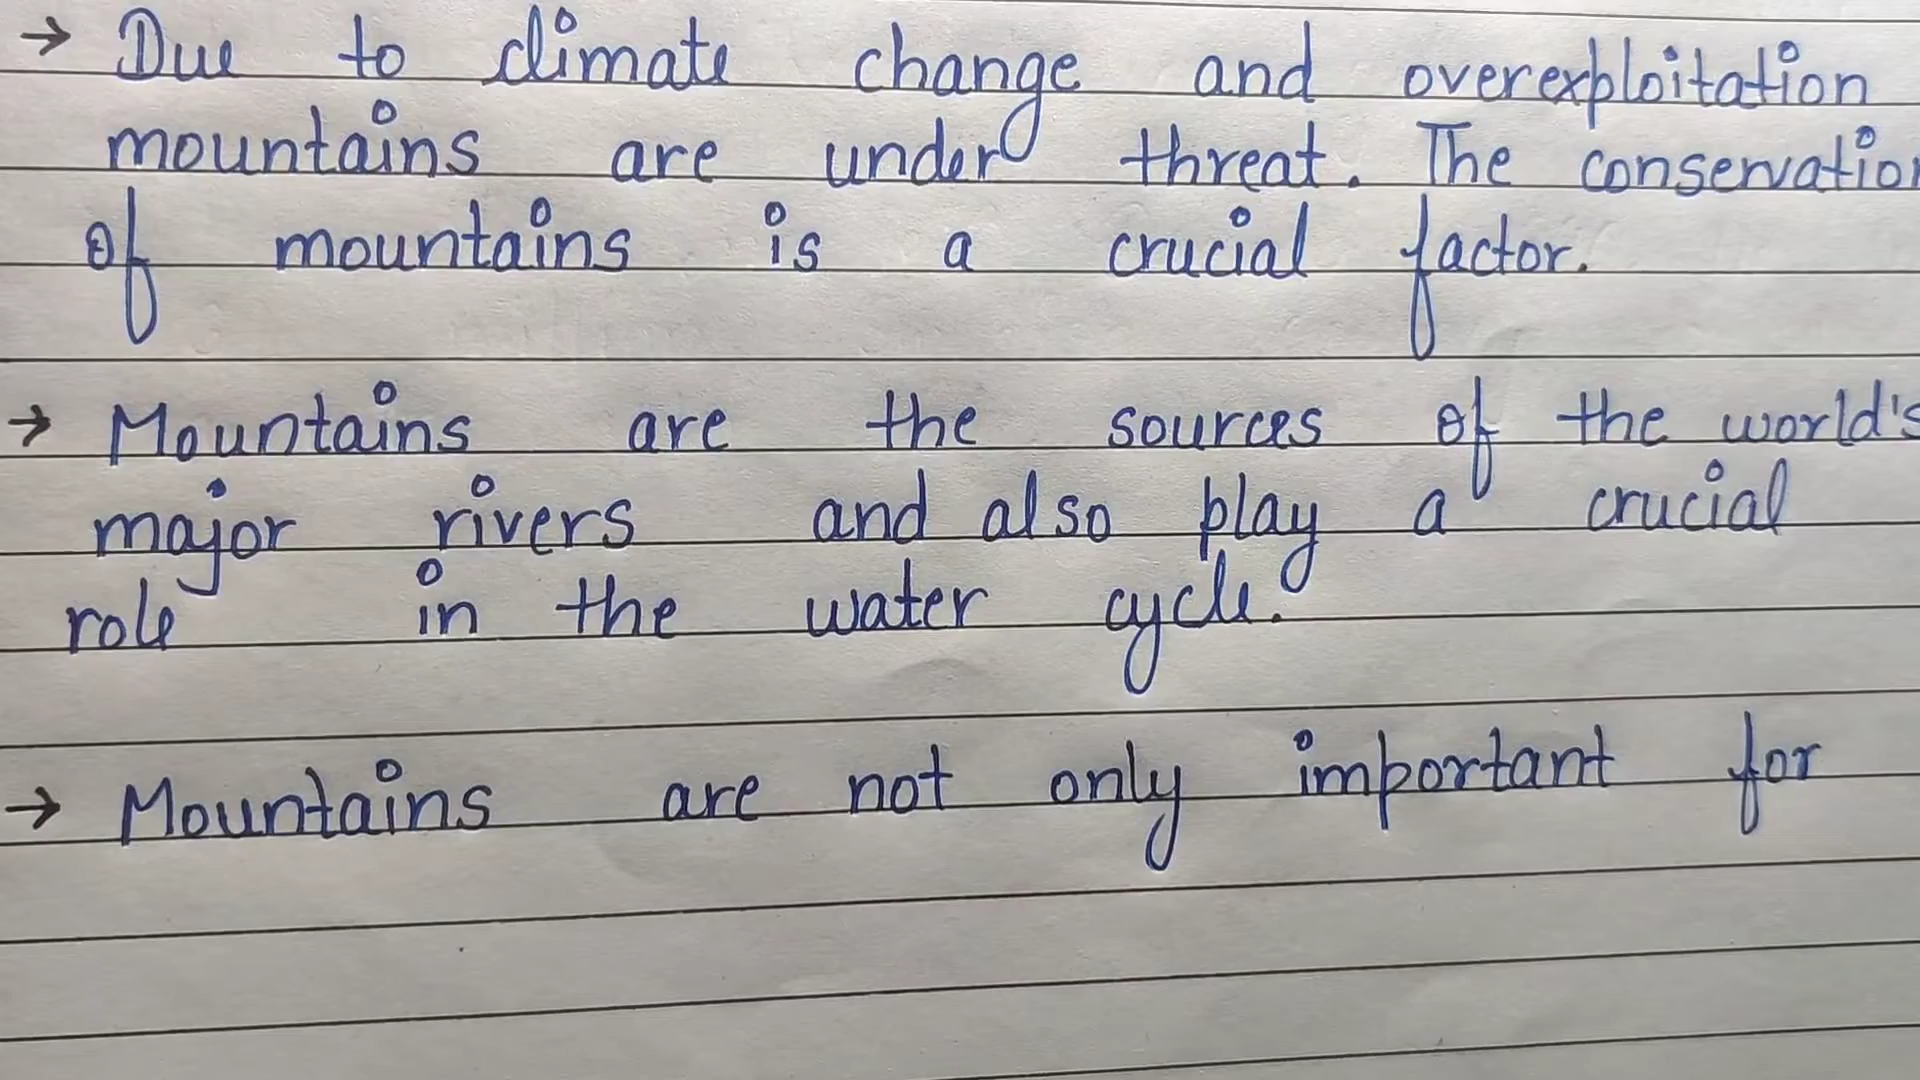 → Due to climate change and overexploitation
mountains are under threat. The conservation
of mountains is a crucial factor.
→ Mountains are the sources of the world's
major rivers and also play a crucial
role in the water cycle.
→ Mountains are not only important for